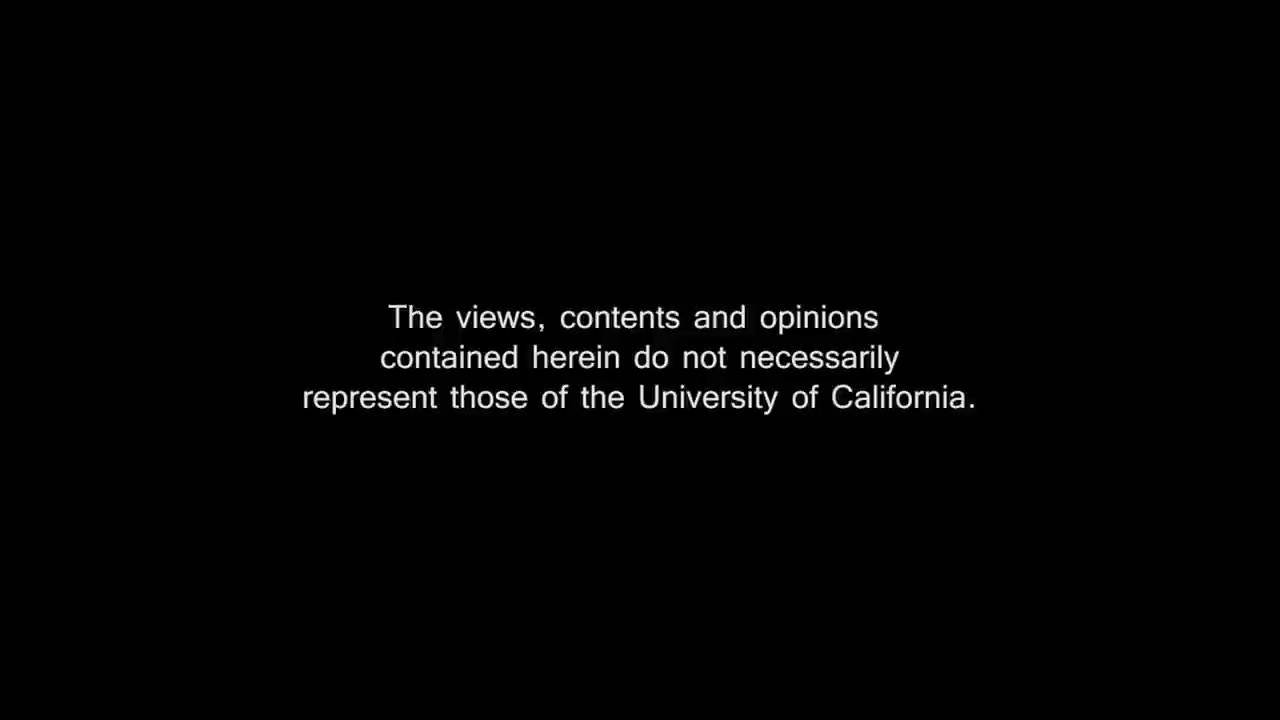 The views, contents and opinions
contained herein do not necessarily
represent those of the University of California.